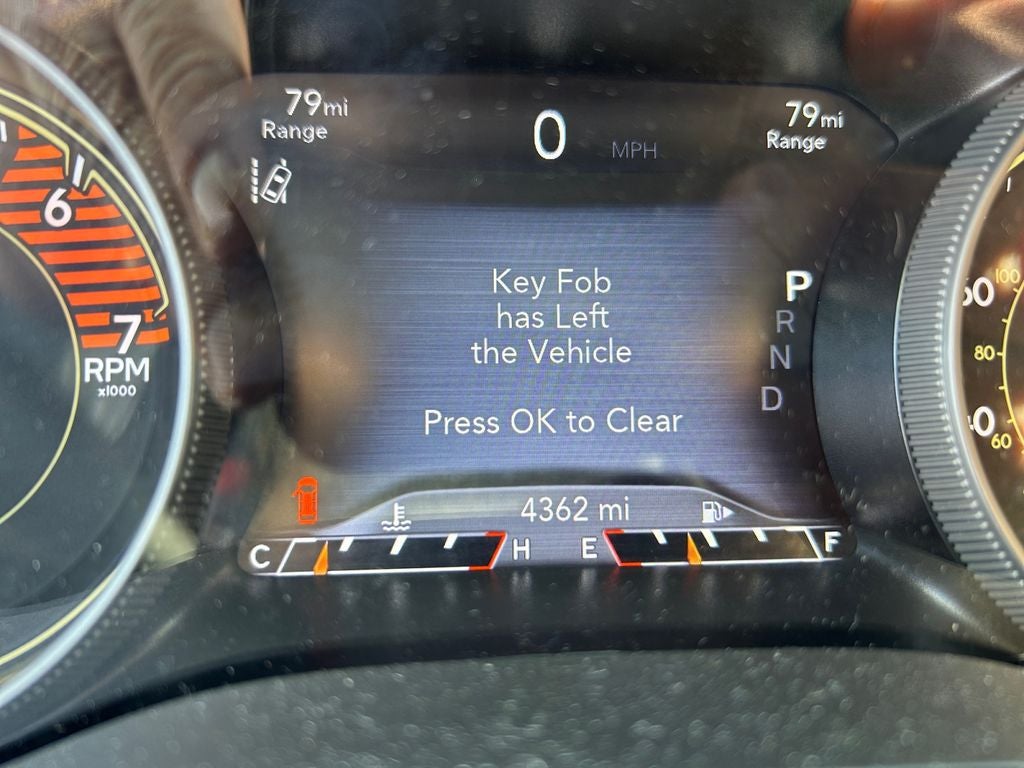 79mi
Range
0 MPH
79mi
Range
6
7
RPM
x1000
Key Fob
has Left
the Vehicle
Press OK to Clear
P
R
N
D
4362 mi
C H E F
100
80
60